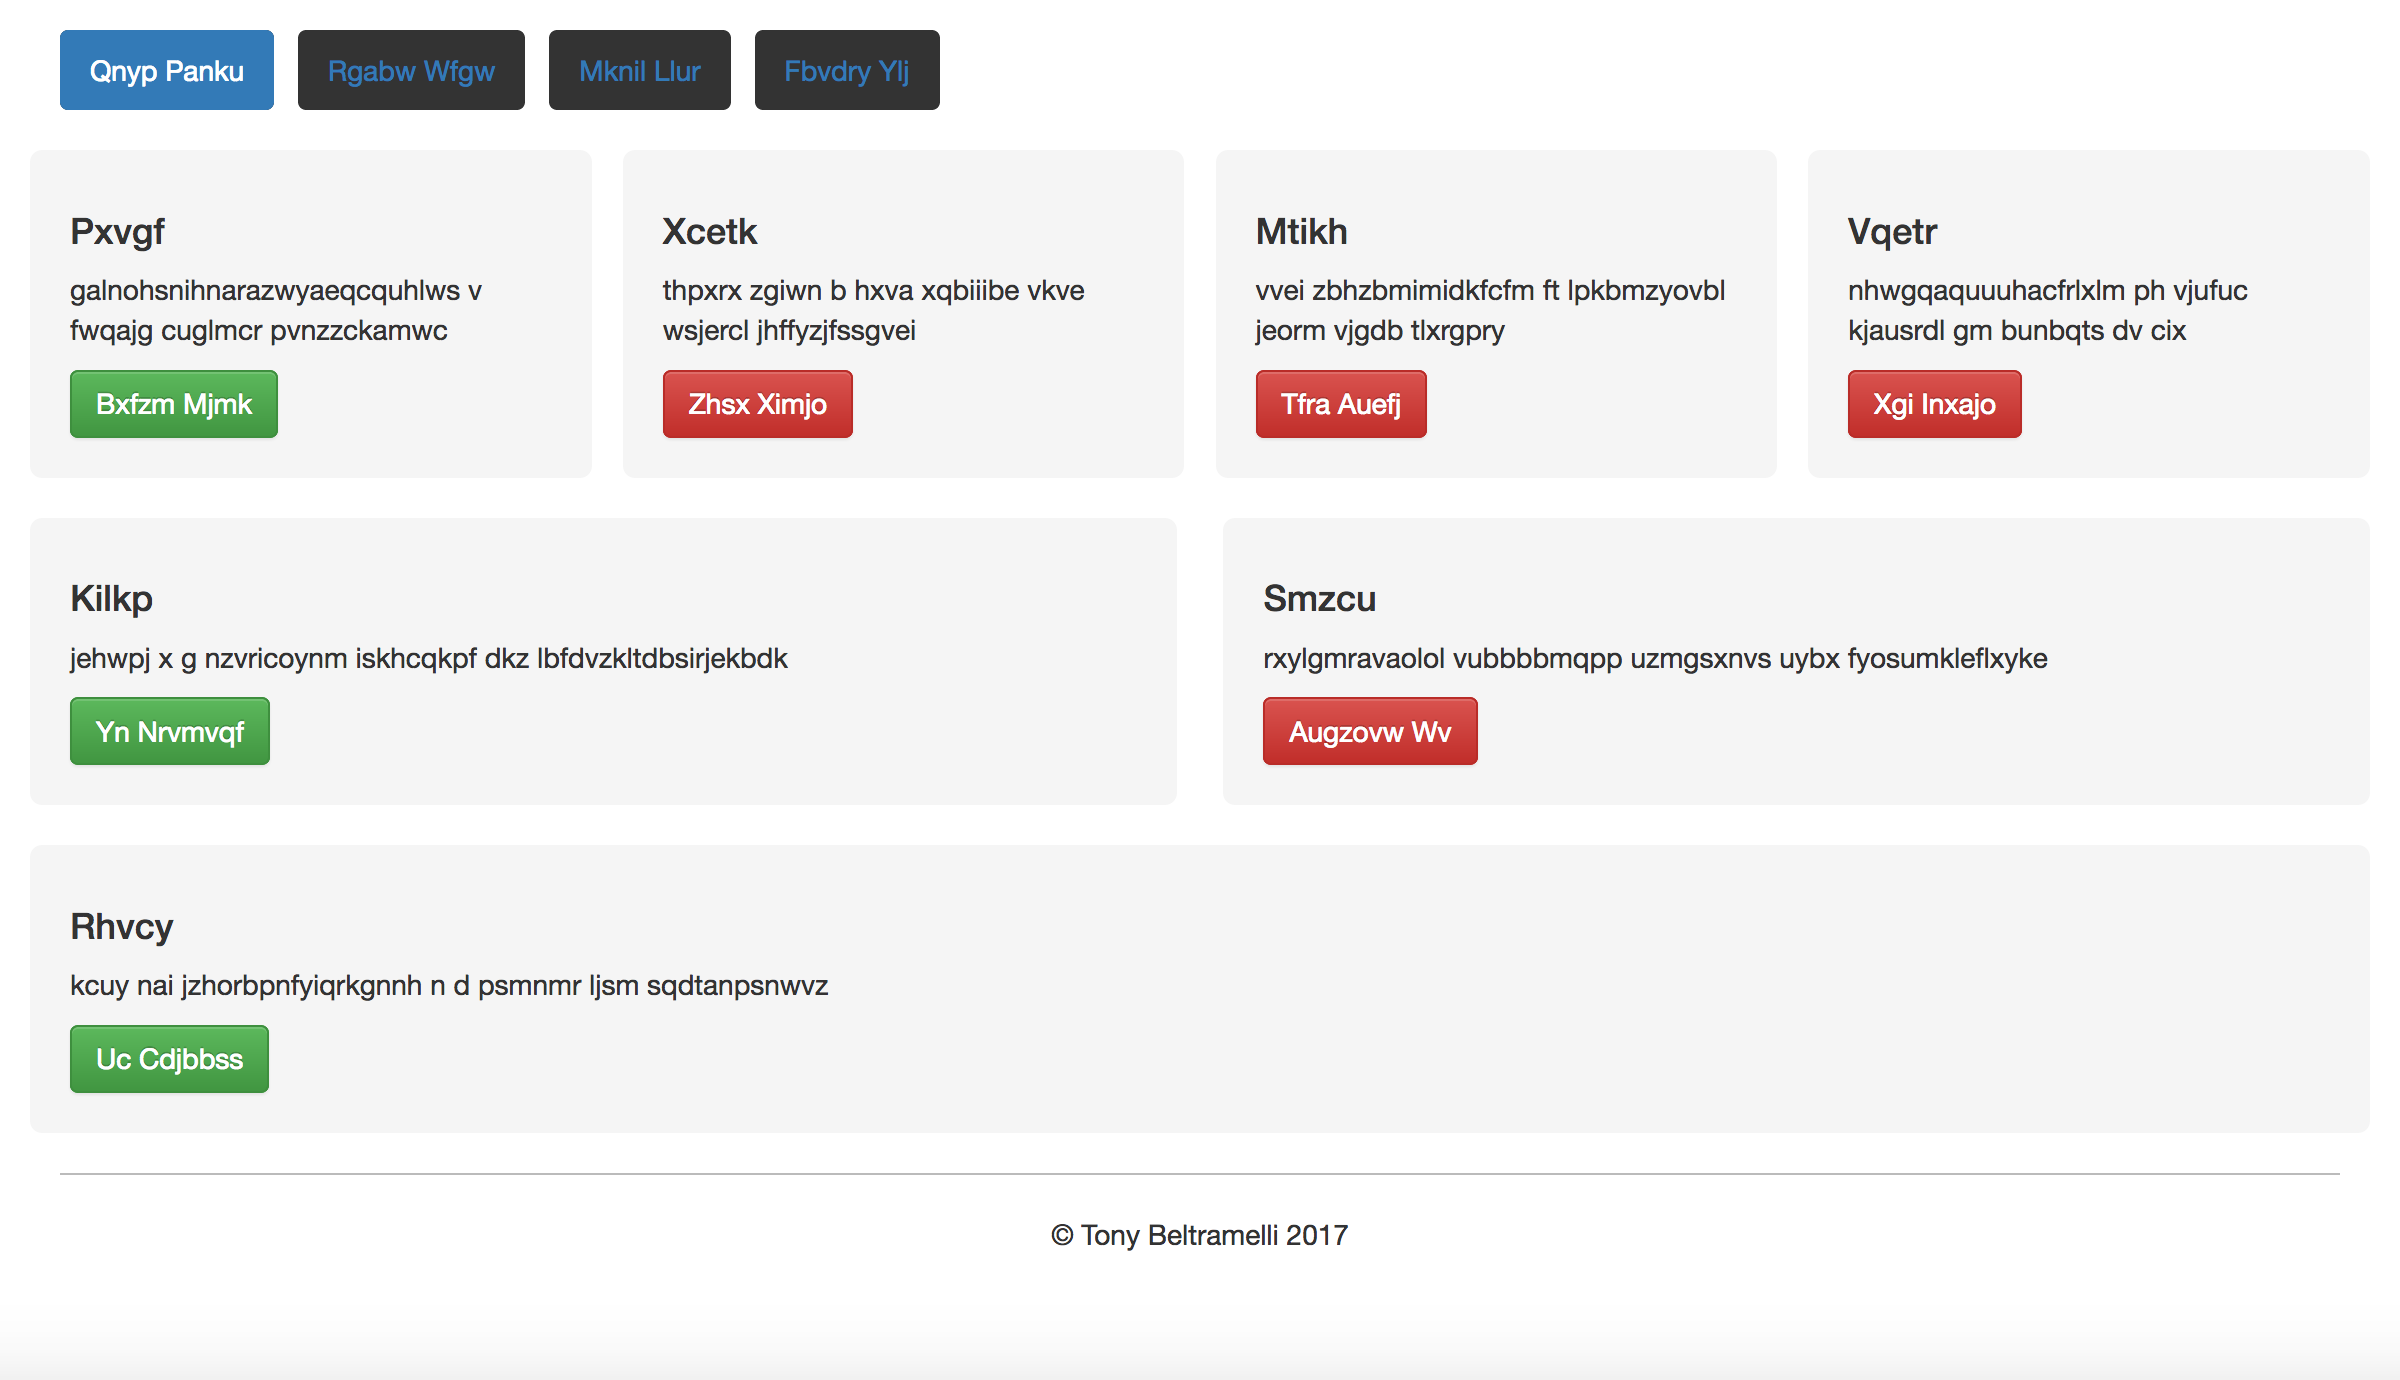 Qnyp Panku
Rgabw Wfgw
Mknil Llur
Fbvdry Ylj
Pxvgf
galnohsnihnarazwyaeqcquhlws v
fwqajg cuglmcr pvnzzckamwc
Bxfzm Mjmk
Xcetk
thpxrx zgiwn b hxva xqbiiibe vkve
wsjercl jhffyzjfssgvei
Zhsx Ximjo
Mtikh
vvei zbhzbmimidkfcfm ft lpkbmzyovbl
jeorm vjgdb tlxrgpry
Tfra Auefj
Vqetr
nhwgqaquuuhacfrlxlm ph vjufuc
kjausrdl gm bunbqts dv cix
Xgi Inxajo
Kilkp
jehwpj x g nzvricoynm iskhcqkpf dkz lbfdvzkltdbsirjekbdk
Yn Nrvmvqf
Smzcu
rxylgmravaolol vubbbbmqpp uzmgsxnvs uybx fyosumkleflxyke
Augzovw Wv
Rhvcy
kcuy nai jzhorbpnfyiqrkgnnh n d psmnmr ljsm sqdtanpsnwvz
Uc Cdjbbss
© Tony Beltramelli 2017